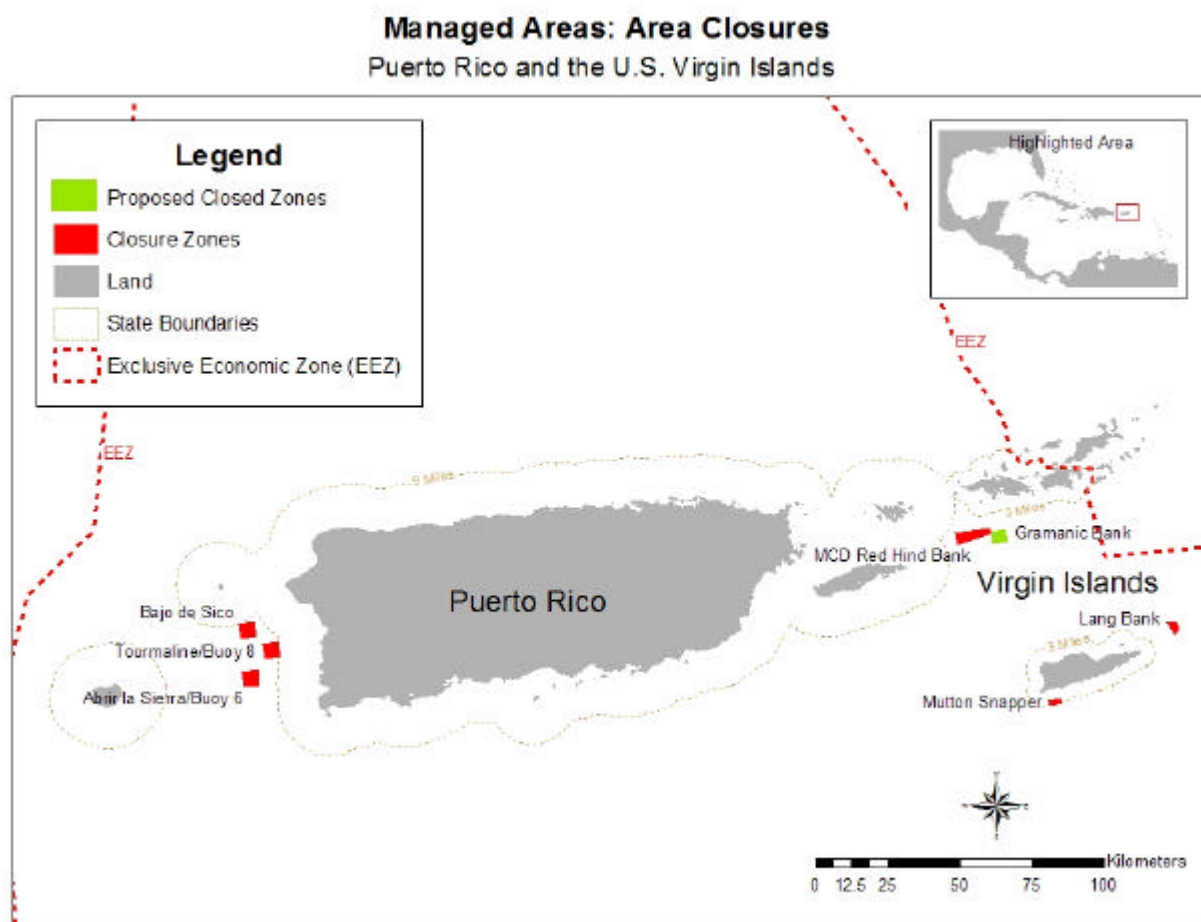 Managed Areas: Area Closures
Puerto Rico and the U.S. Virgin Islands
Legend
Proposed Closed Zones
Closure Zones
Land
State Boundaries
Exclusive Economic Zone (EEZ)
Highlighted Area
EEZ
EEZ
9 Miles
3 Miles
Gramanic Bank
MCD Red Hind Bank
Virgin Islands
Puerto Rico
Bajo de Sico
Tourmaline/Buoy 8
Abrir la Sierra/Buoy 6
Lang Bank
3 Miles
Mutton Snapper
Kilometers
0 12.5 25 50 75 100